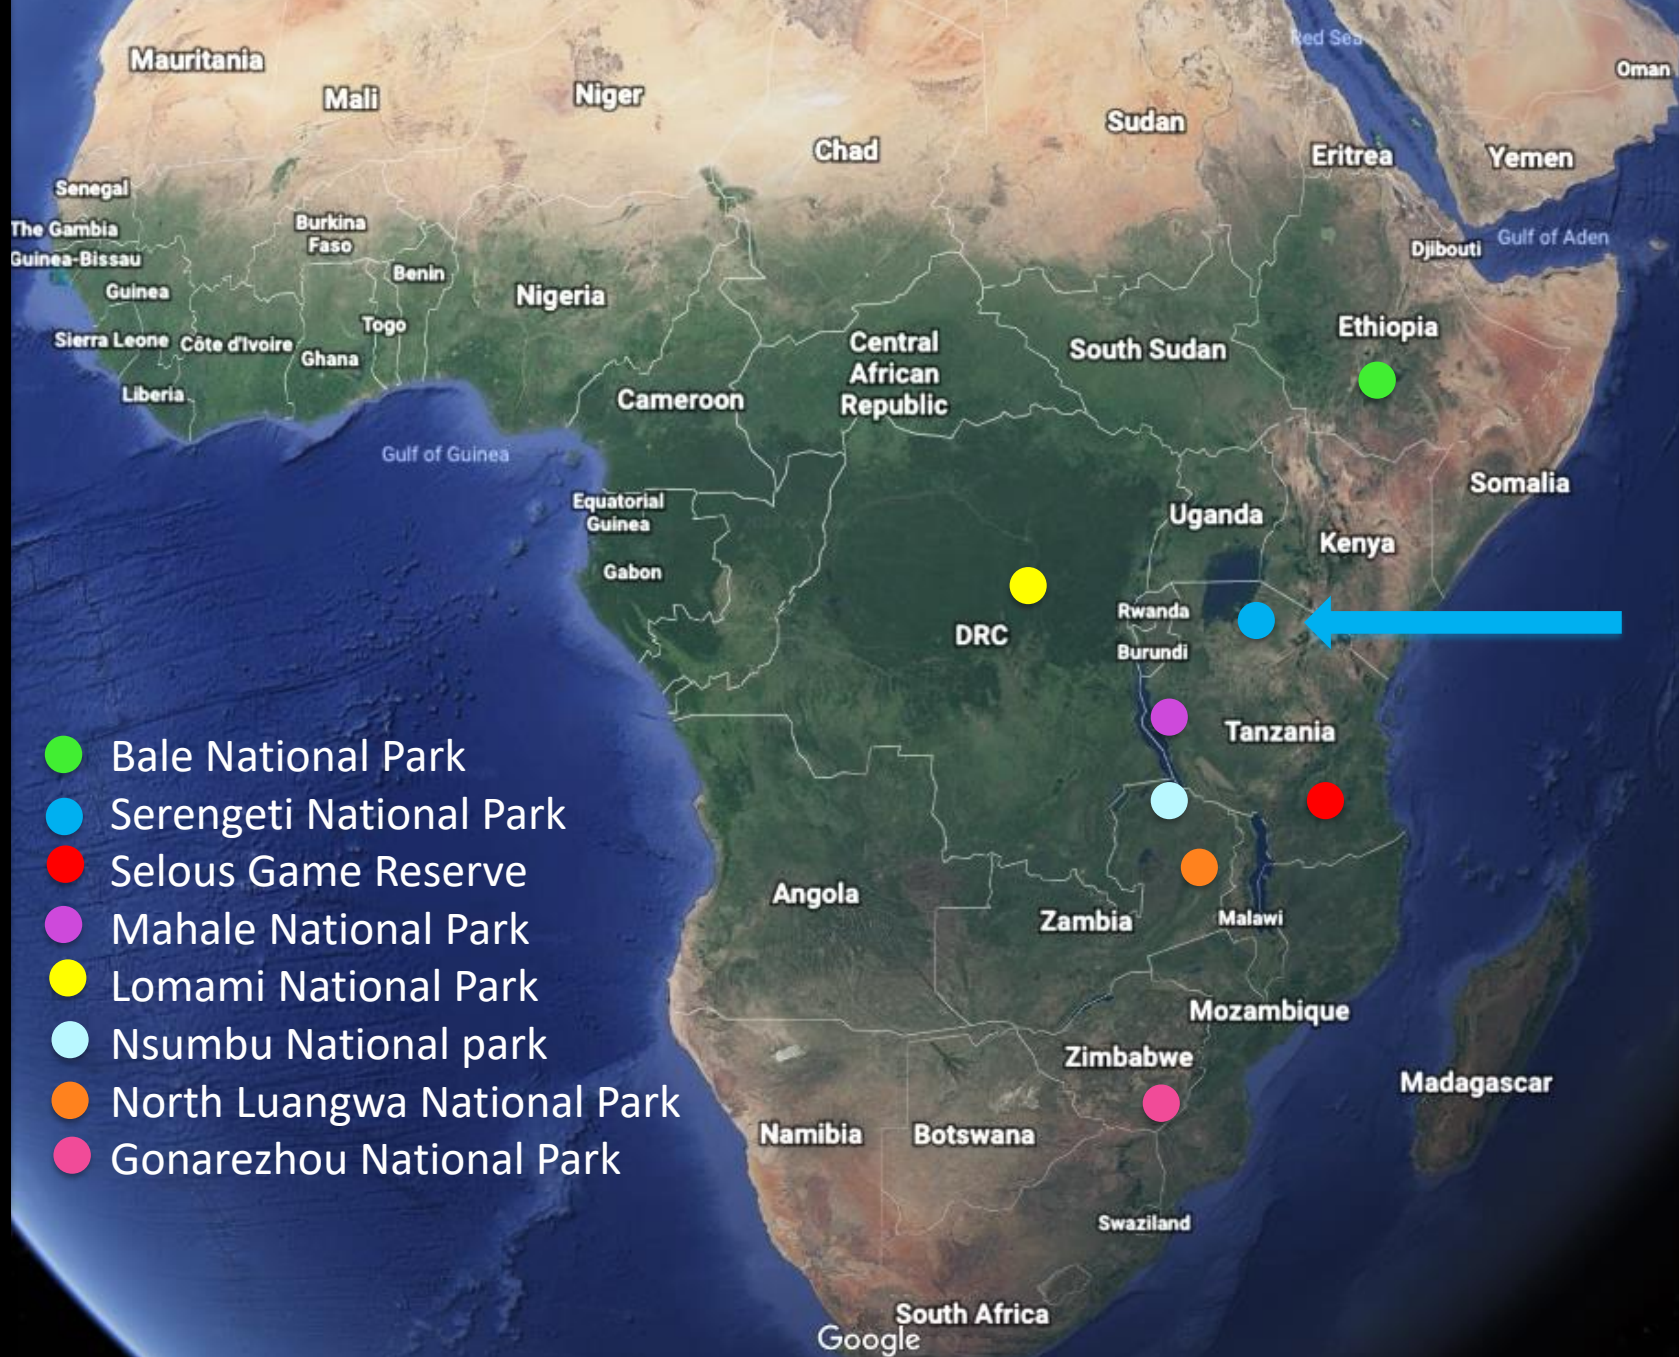 Red Sea
Mauritania
Oman
Mali
Niger
Sudan
Chad
Eritrea
Yemen
Senegal
Burkina
Faso
The Gambia
Gulf of Aden
Djibouti
Guinea-Bissau
Benin
Guinea
Nigeria
Togo
Ethiopia
Sierra Leone
Côte d'Ivoire
Ghana
Central
African
Republic
South Sudan
Liberia
Cameroon
Gulf of Guinea
Somalia
Equatorial
Guinea
Uganda
Kenya
Gabon
Rwanda
DRC
Burundi
Tanzania
Bale National Park
Serengeti National Park
Selous Game Reserve
Mahale National Park
Lomami National Park
Nsumbu National park
North Luangwa National Park
Gonarezhou National Park
Angola
Zambia
Malawi
Mozambique
Zimbabwe
Madagascar
Namibia
Botswana
Swaziland
South Africa
Google